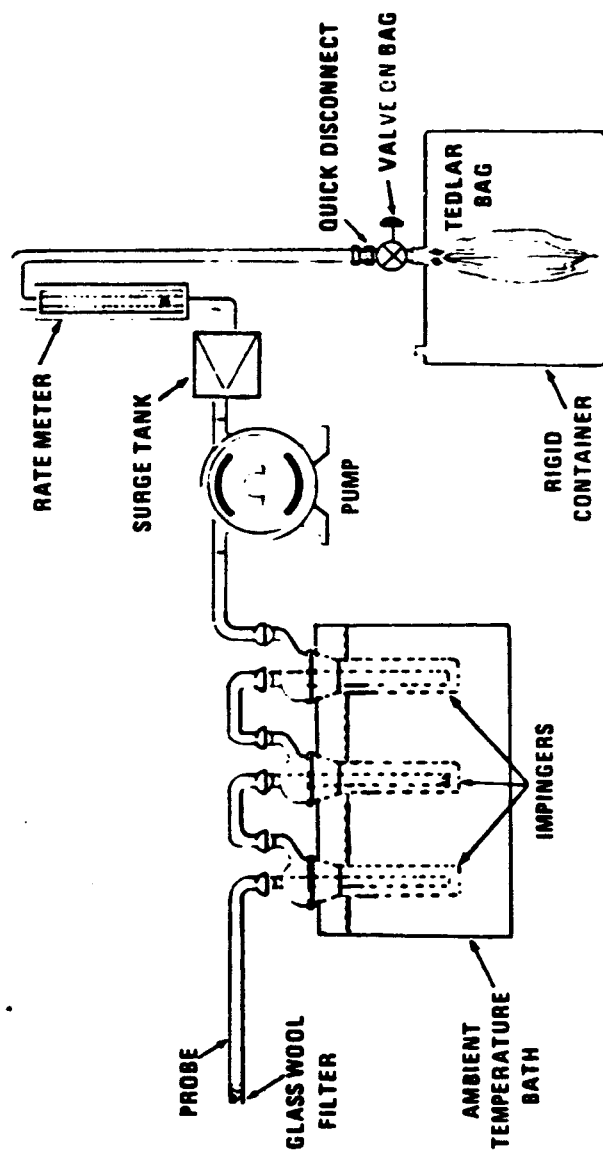 RATE METER
SURGE TANK
PUMP
QUICK DISCONNECT
VALVE ON BAG
TEDLAR
BAG
RIGID
CONTAINER
PROBE
GLASS WOOL
FILTER
IMPINGERS
AMBIENT
TEMPERATURE
BATH